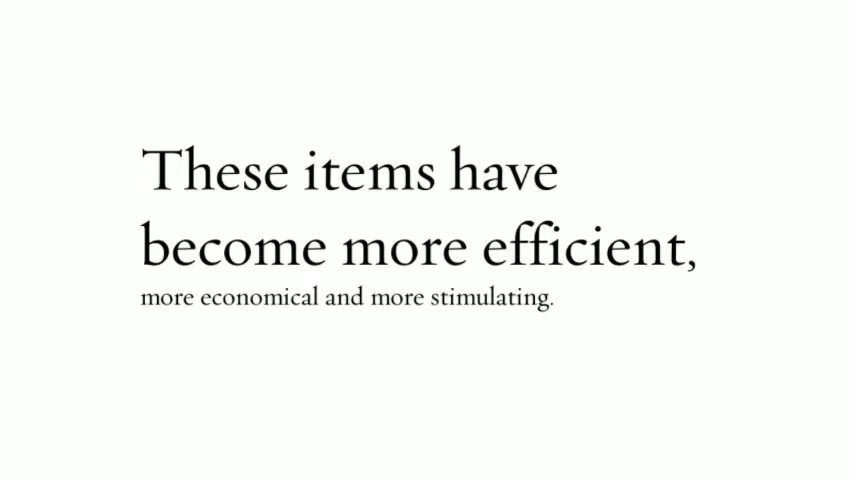 These items have
become more efficient,
more economical and more stimulating.